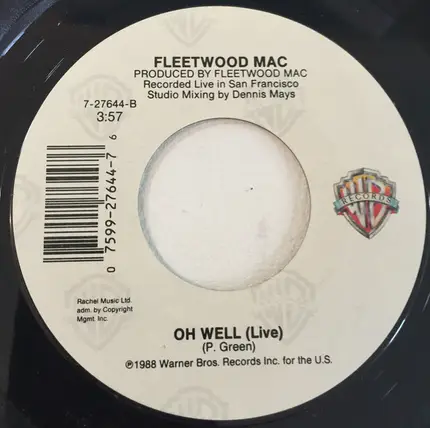 FLEETWOOD MAC
PRODUCED BY FLEETWOOD MAC
Recorded Live in San Francisco
Studio Mixing by Dennis Mays
7-27644-B
3:57
0 7599-27644-7 6
WB
RECORDS
Rachel Music Ltd.
adm. by Copyright
Mgmt. Inc.
OH WELL (Live)
(P. Green)
℗1988 Warner Bros. Records Inc. for the U.S.